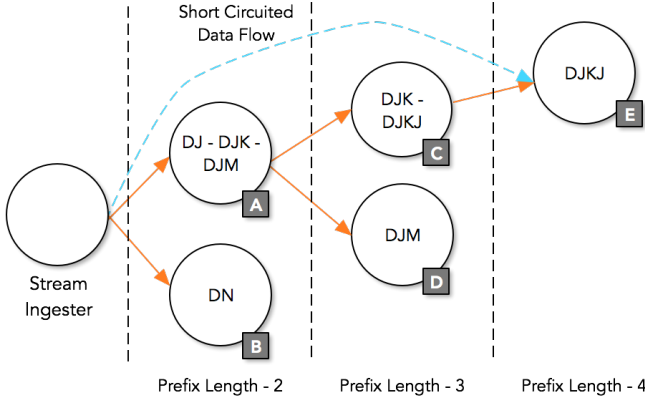 Short Circuited
Data Flow
DJKJ
E
DJK -
DJKJ
C
DJ - DJK -
DJM
A
DJM
D
Stream
Ingester
DN
B
Prefix Length - 2
Prefix Length - 3
Prefix Length - 4